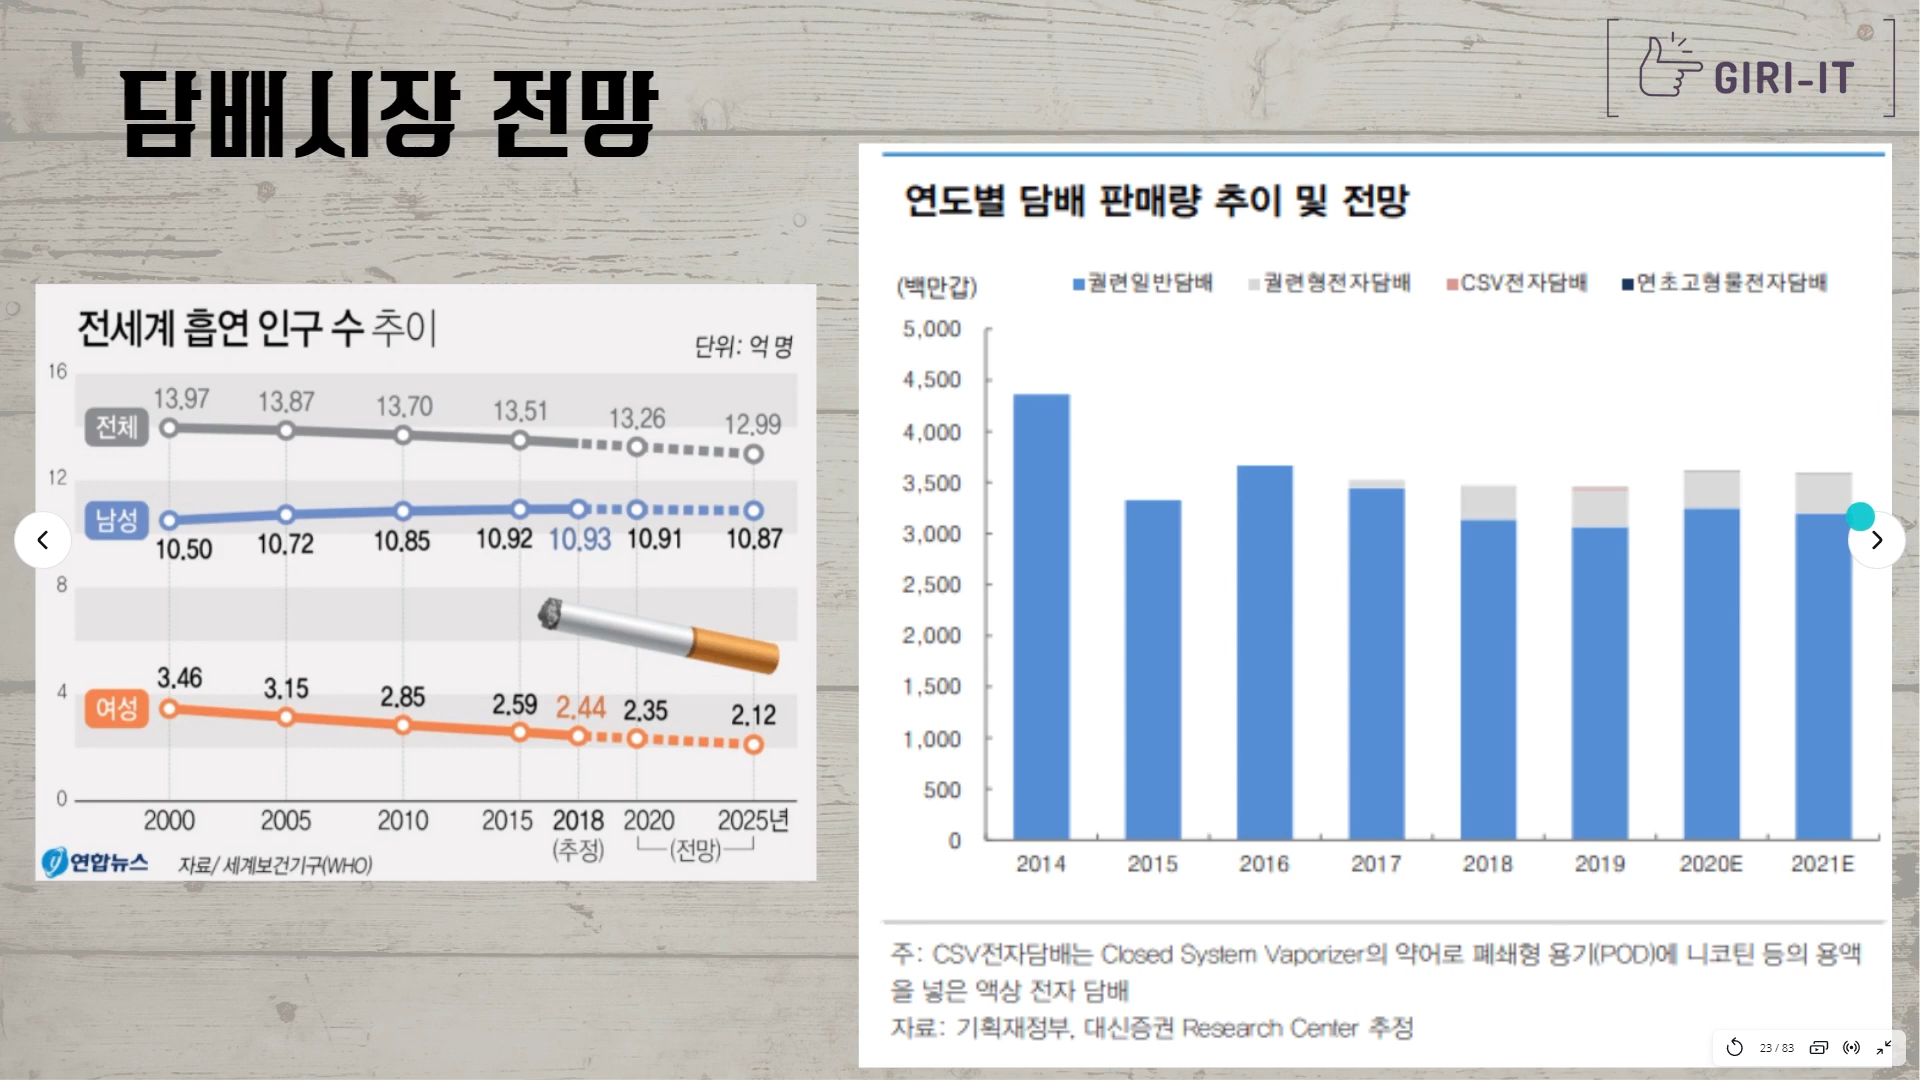 담배시장 전망
GIRI-IT
전세계 흡연 인구 수 추이
단위: 억 명
16
12
8
4
0
전체
13.97 13.87 13.70 13.51 13.26 12.99
남성
10.50 10.72 10.85 10.92 10.93 10.91 10.87
여성
3.46 3.15 2.85 2.59 2.44 2.35 2.12
2000 2005 2010 2015 2018 2020 2025년
(추정) (전망)
연합뉴스 자료/ 세계보건기구(WHO)
연도별 담배 판매량 추이 및 전망
(백만갑)
권련일반담배 궐련형전자담배 CSV전자담배 연초고형물전자담배
5,000
4,500
4,000
3,500
3,000
2,500
2,000
1,500
1,000
500
0
2014 2015 2016 2017 2018 2019 2020E 2021E
주: CSV전자담배는 Closed System Vaporizer의 약어로 폐쇄형 용기(POD)에 니코틴 등의 용액
을 넣은 액상 전자 담배
자료: 기획재정부, 대신증권 Research Center 추정
23 / 83